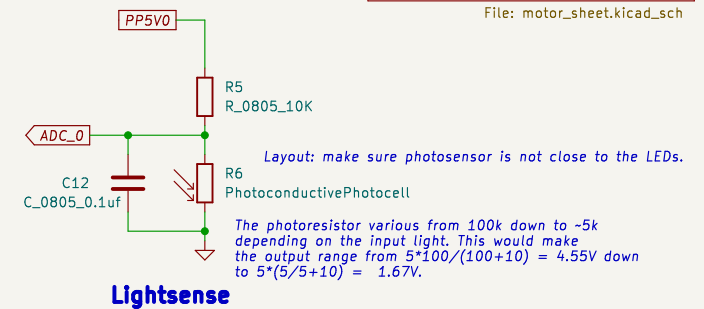 File: motor_sheet.kicad_sch
PP5V0
R5
R_0805_10K
ADC_0
Layout: make sure photosensor is not close to the LEDs.
R6
PhotoconductivePhotocell
C12
C_0805_0.1uf
The photoresistor various from 100k down to ~5k
depending on the input light. This would make
the output range from 5*100/(100+10) = 4.55V down
to 5*(5/5+10) = 1.67V.
Lightsense